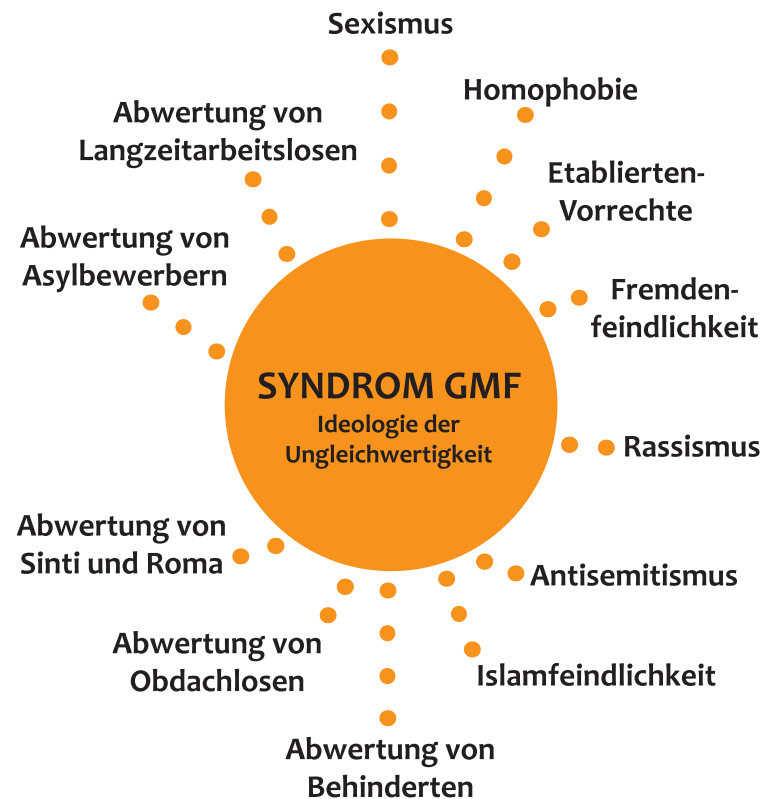 Sexismus
Homophobie
Abwertung von
Langzeitarbeitslosen
Etablierten-
Vorrechte
Abwertung von
Asylbewerbern
Fremden-
feindlichkeit
SYNDROM GMF
Ideologie der
Ungleichwertigkeit
Rassismus
Abwertung von
Sinti und Roma
Antisemitismus
Abwertung von
Obdachlosen
Islamfeindlichkeit
Abwertung von
Behinderten